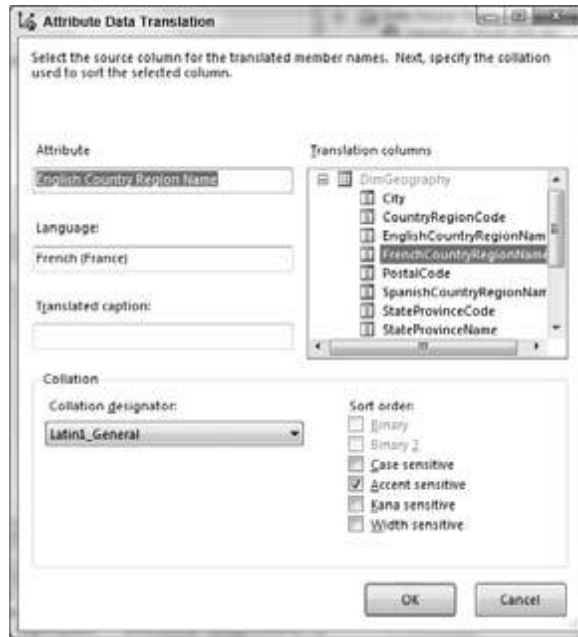 Attribute Data Translation
Select the source column for the translated member names. Next, specify the collation
used to sort the selected column.
Attribute
English Country Region Name
Language:
French (France)
Translated caption:
Translation columns
DimGeography
City
CountryRegionCode
EnglishCountryRegionNam
FrenchCountryRegionName
PostalCode
SpanishCountryRegionNam
StateProvinceCode
StateProvinceName
Collation
Collation designator:
Latin1_General
Sort order:
Binary
Binary 2
Case sensitive
Accent sensitive
Kana sensitive
Width sensitive
OK
Cancel